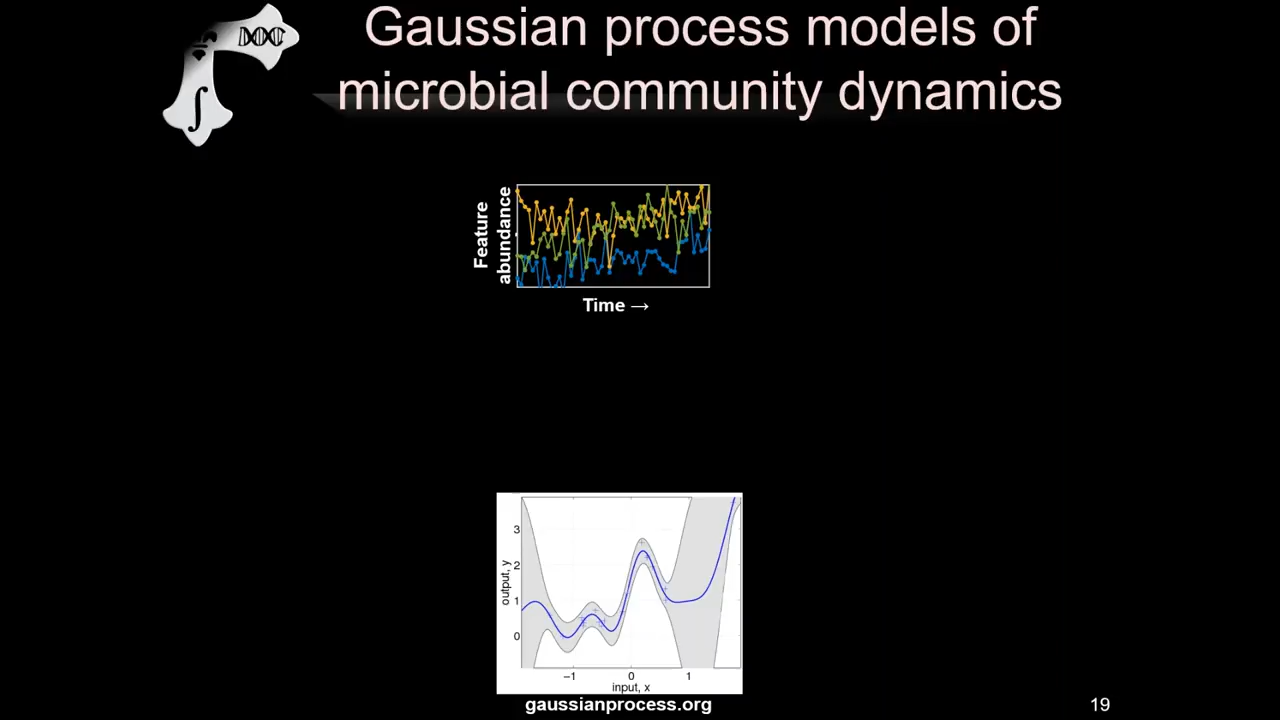 Gaussian process models of
microbial community dynamics
Feature
abundance
Time →
output, y
3
2
1
0
−1
0
1
input, x
gaussianprocess.org
19